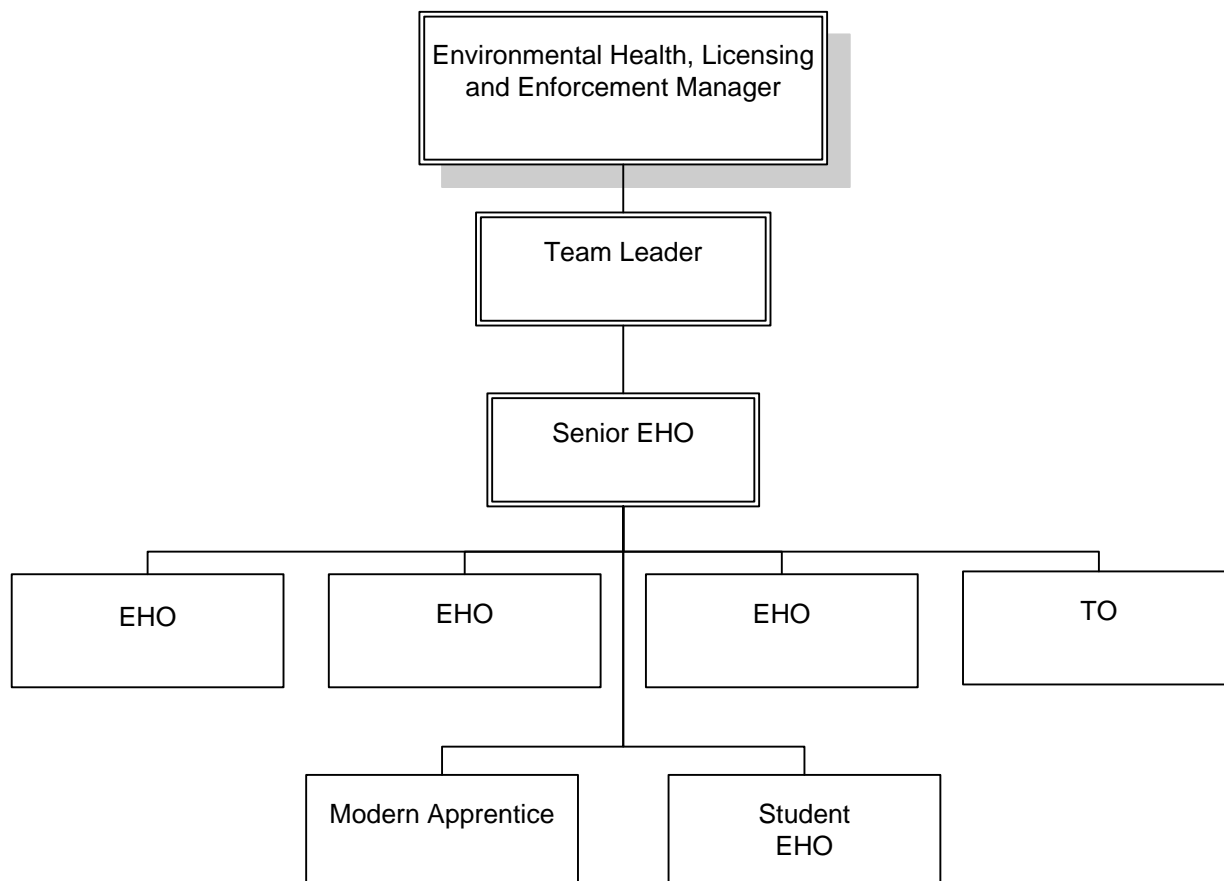 Environmental Health, Licensing
and Enforcement Manager
Team Leader
Senior EHO
EHO
EHO
EHO
TO
Modern Apprentice
Student
EHO